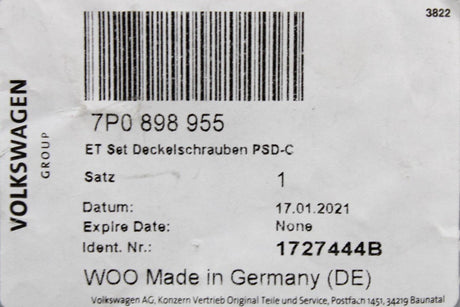 3822
VOLKSWAGEN
GROUP
7P0 898 955
ET Set Deckelschrauben PSD-C
Satz 1
Datum: 17.01.2021
Expire Date: None
Ident. Nr.: 1727444B
WOO Made in Germany (DE)
Volkswagen AG, Konzern Vertrieb Original Teile und Service, Postfach 1451, 34219 Baunatal